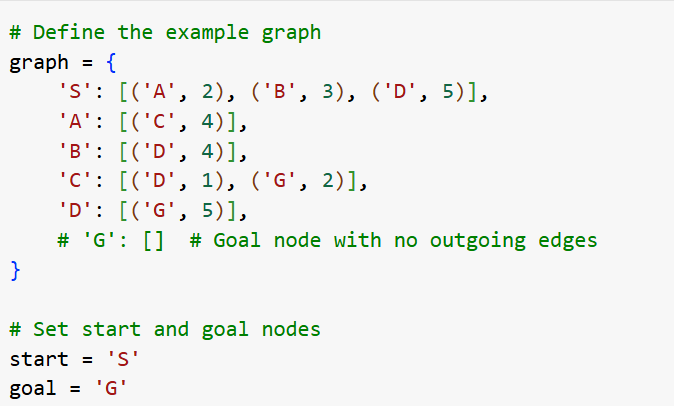 # Define the example graph
graph = {
    'S': [('A', 2), ('B', 3), ('D', 5)],
    'A': [('C', 4)],
    'B': [('D', 4)],
    'C': [('D', 1), ('G', 2)],
    'D': [('G', 5)],
    # 'G': []  # Goal node with no outgoing edges
}

# Set start and goal nodes
start = 'S'
goal = 'G'